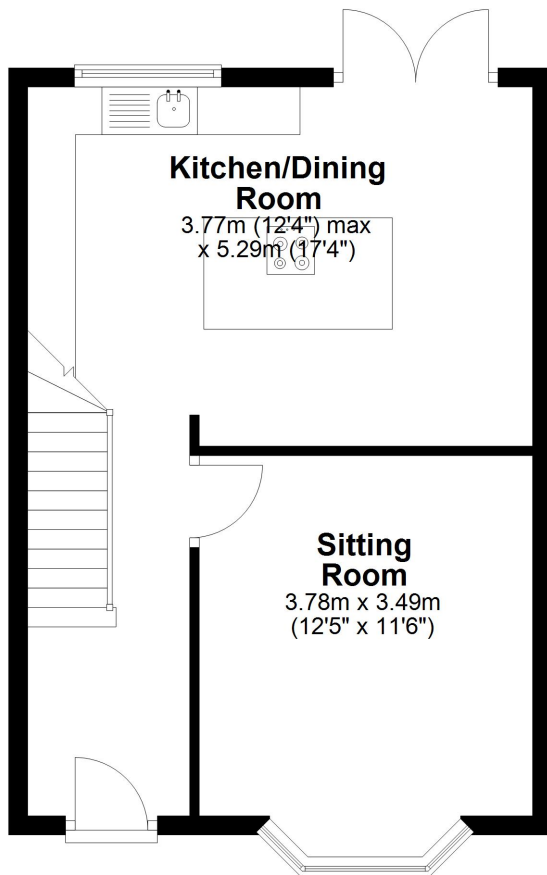 Kitchen/Dining
Room
3.77m (12'4") max
x 5.29m (17'4")
Sitting
Room
3.78m x 3.49m
(12'5" x 11'6")